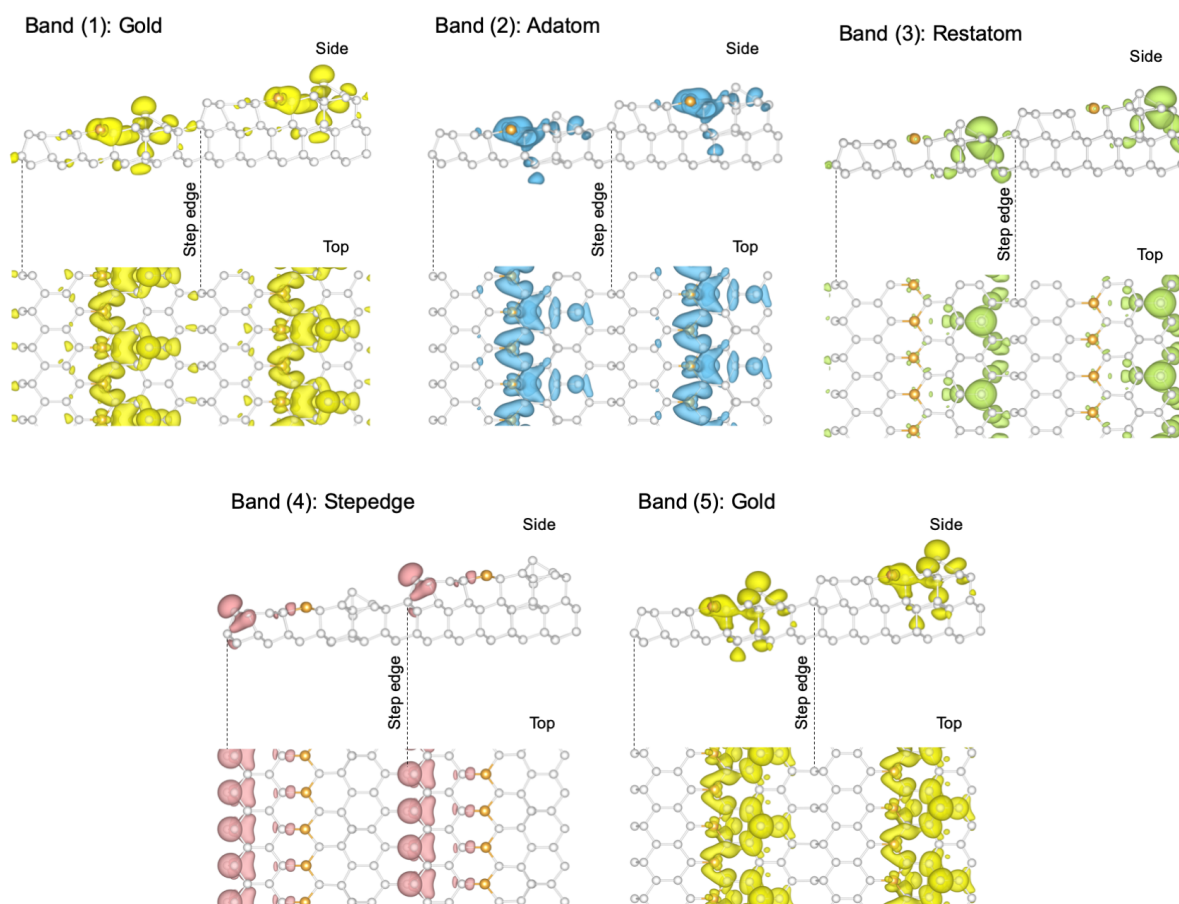 Band (1): Gold
Side
Step edge
Top
Band (2): Adatom
Side
Step edge
Top
Band (3): Restatom
Side
Step edge
Top
Band (4): Stepedge
Side
Step edge
Top
Band (5): Gold
Side
Step edge
Top